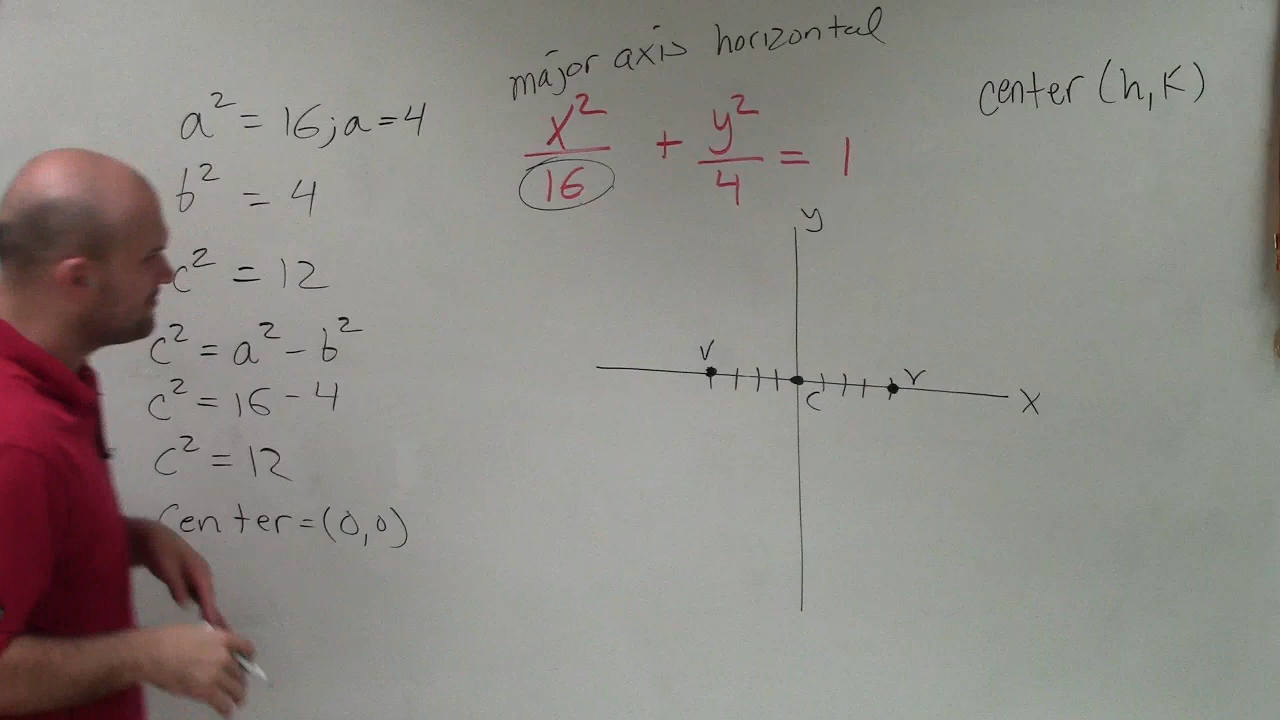 major axis horizontal
center (h,k)
a² = 16; a = 4
x²/16 + y²/4 = 1
b² = 4
c² = 12
c² = a² - b²
c² = 16 - 4
c² = 12
Center = (0,0)
y
V
V
C
X